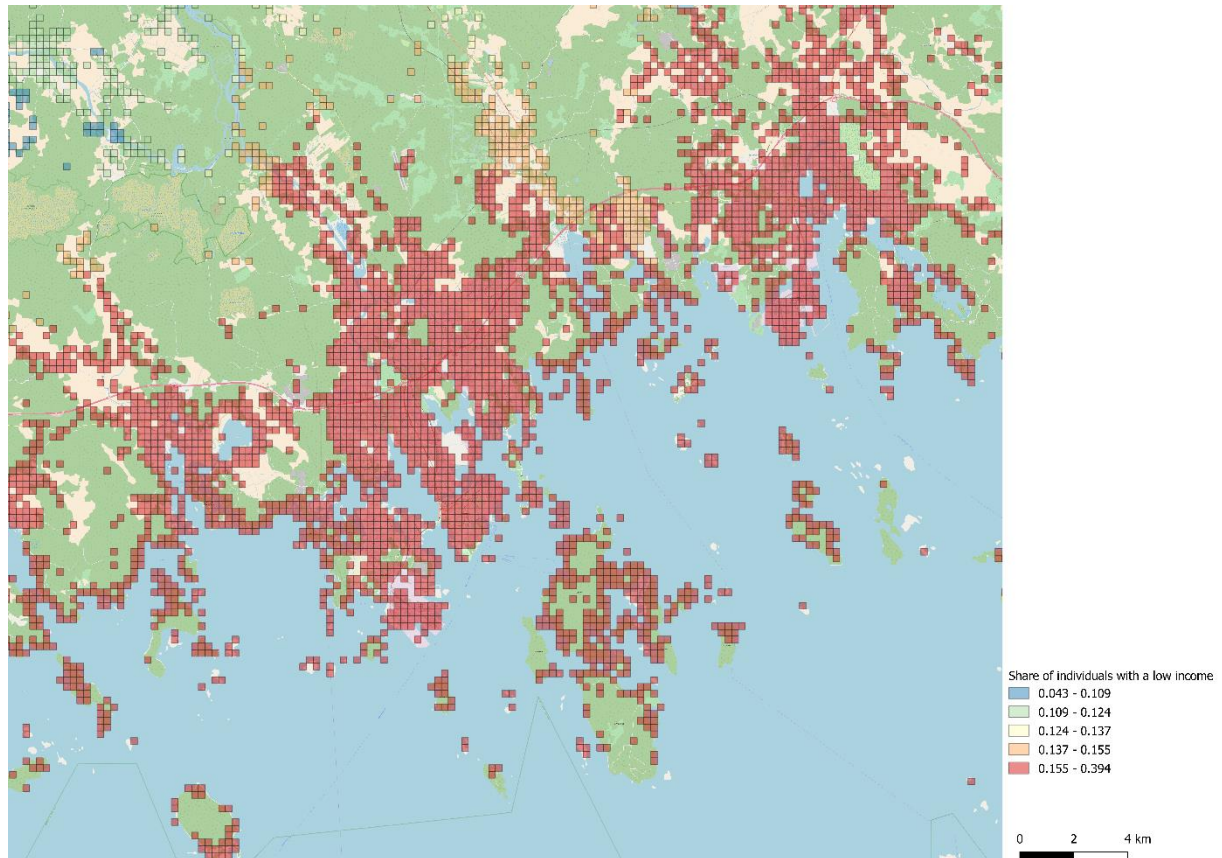 Share of individuals with a low income
0.043 - 0.109
0.109 - 0.124
0.124 - 0.137
0.137 - 0.155
0.155 - 0.394
0 2 4 km